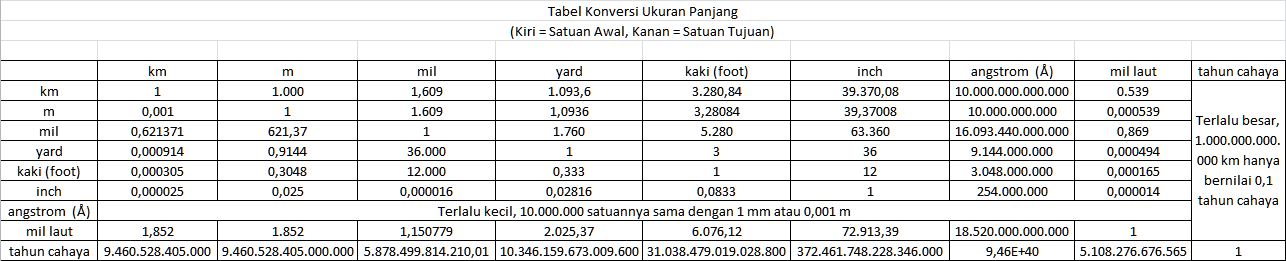 Tabel Konversi Ukuran Panjang
(Kiri = Satuan Awal, Kanan = Satuan Tujuan)
km m mil yard kaki (foot) inch angstrom (Å) mil laut tahun cahaya
km 1 1.000 1,609 1.093,6 3.280,84 39.370,08 10.000.000.000.000 0.539
m 0,001 1 1.609 1,0936 3,28084 39,37008 10.000.000.000 0,000539
mil 0,621371 621,37 1 1.760 5.280 63.360 16.093.440.000.000 0,869
yard 0,000914 0,9144 36.000 1 3 36 9.144.000.000 0,000494
kaki (foot) 0,000305 0,3048 12.000 0,333 1 12 3.048.000.000 0,000165
inch 0,000025 0,025 0,000016 0,02816 0,0833 1 254.000.000 0,000014
Terlalu besar,
1.000.000.000.
000 km hanya
bernilai 0,1
tahun cahaya
angstrom (Å) Terlalu kecil, 10.000.000 satuannya sama dengan 1 mm atau 0,001 m
mil laut 1,852 1.852 1,150779 2.025,37 6.076,12 72.913,39 18.520.000.000.000 1
tahun cahaya 9.460.528.405.000 9.460.528.405.000.000 5.878.499.814.210,01 10.346.159.673.009.600 31.038.479.019.028.800 372.461.748.228.346.000 9,46E+40 5.108.276.676.565 1